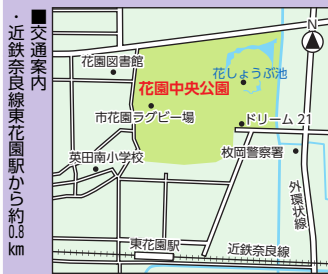 ■交通案内
・近鉄奈良線東花園駅から約0.8km
花園図書館
花園中央公園
花しょうぶ池
市花園ラグビー場
ドリーム21
英田南小学校
枚岡警察署
外環状線
東花園駅
近鉄奈良線
N